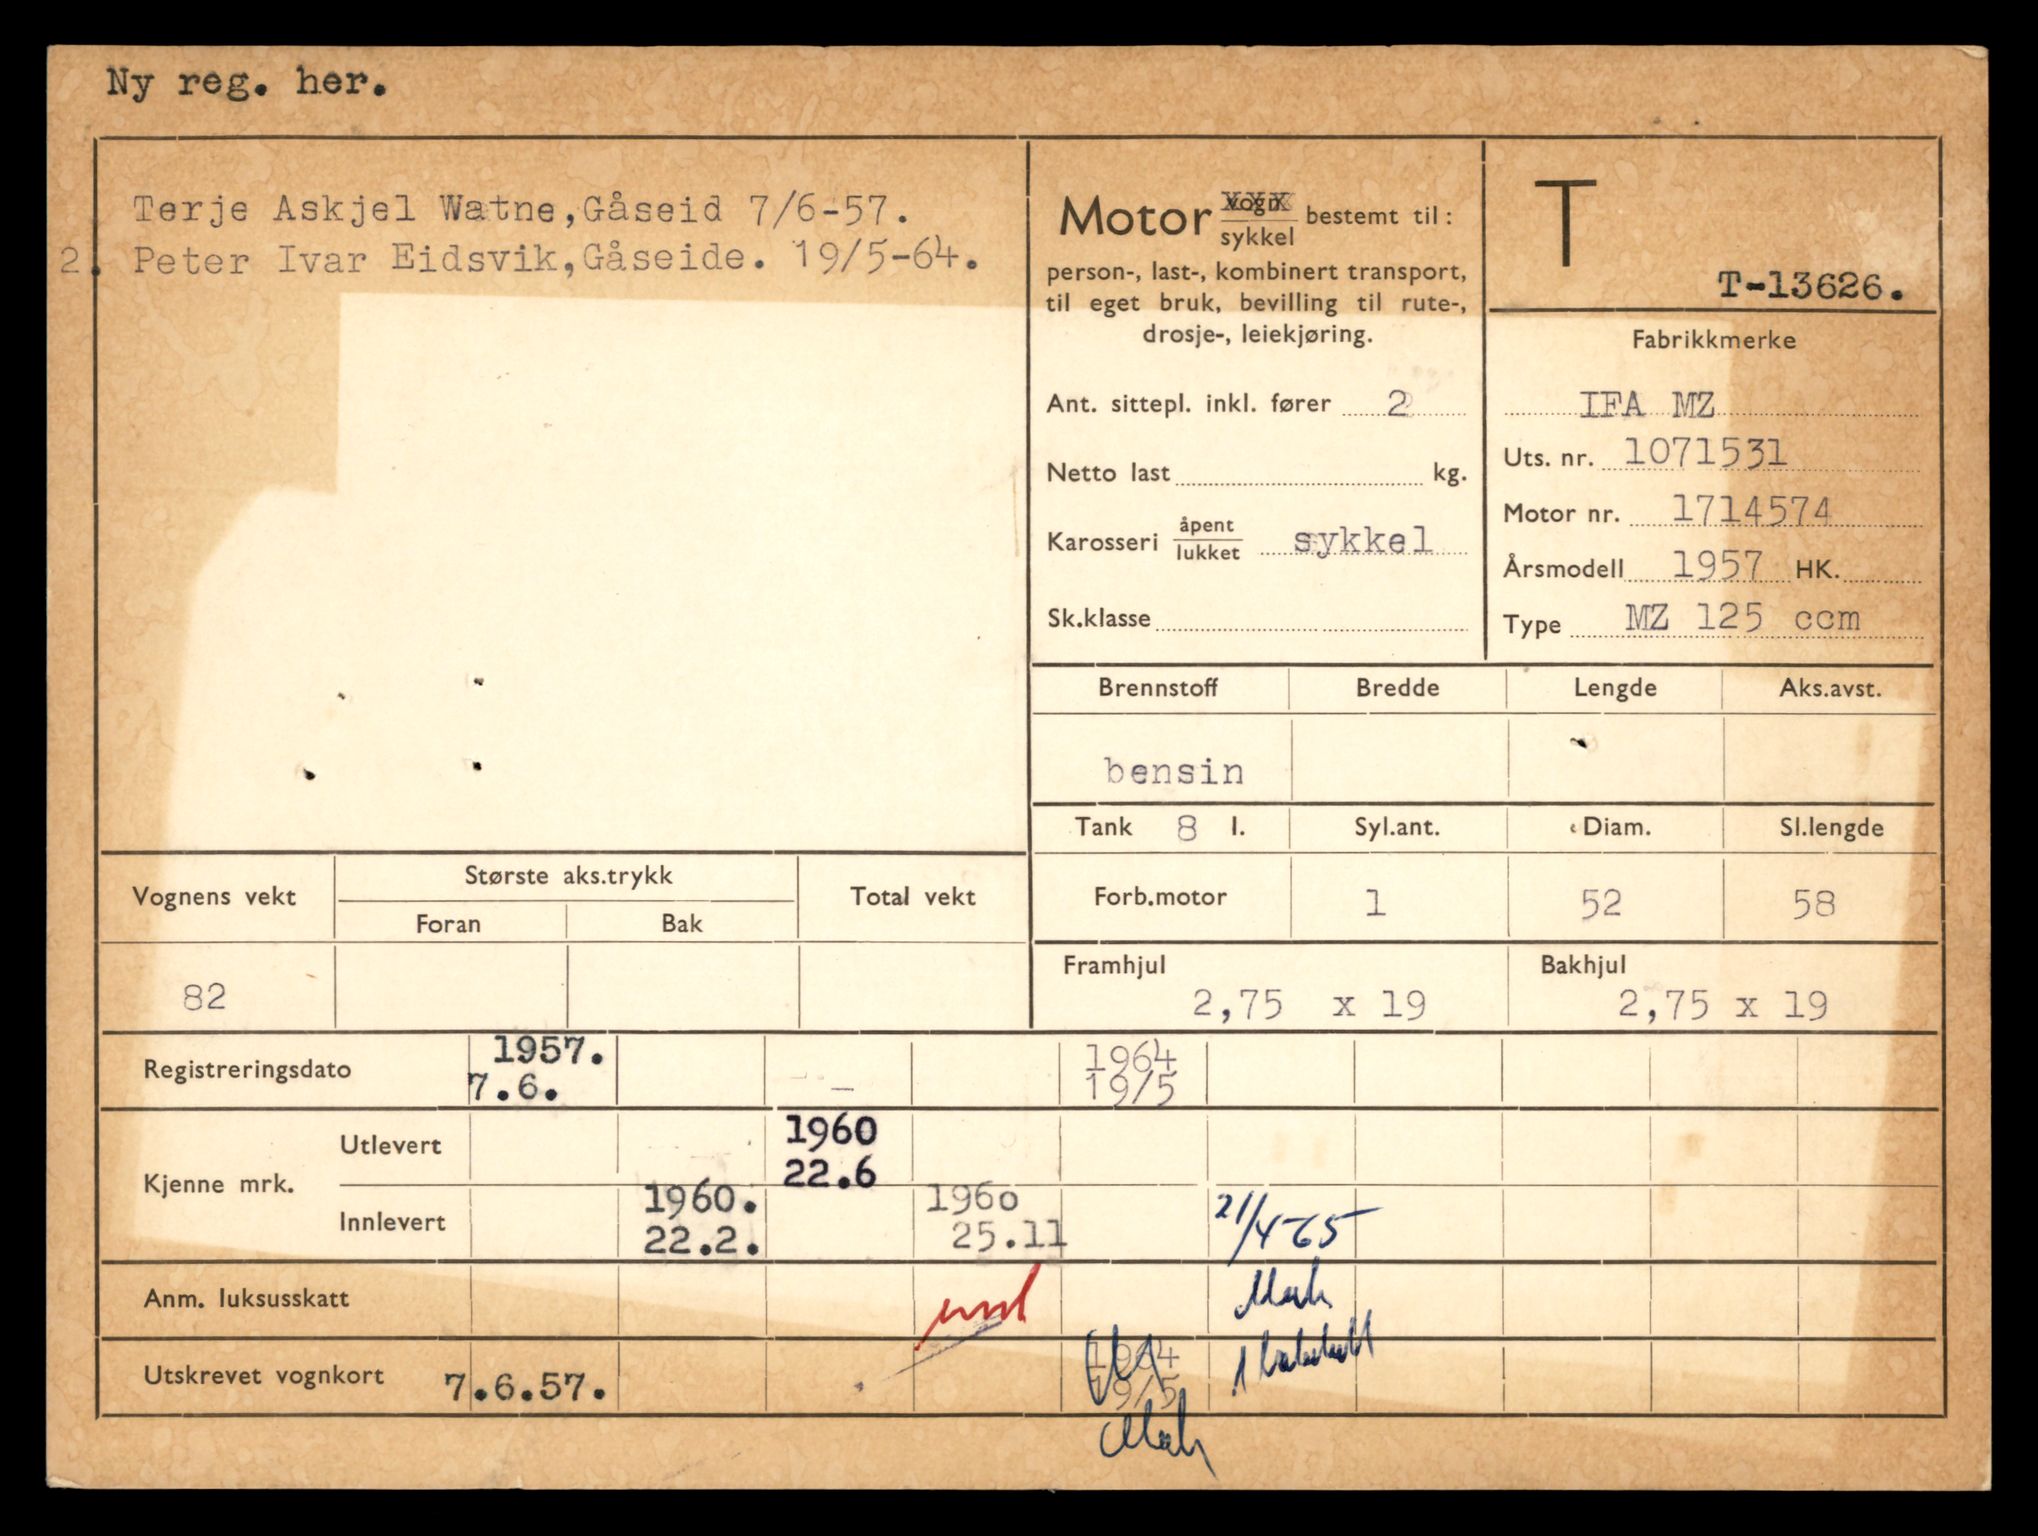 Ny reg. her.
Terje Askjel Watne,Gåseid 7/6-57.
2. Peter Ivar Eidsvik,Gåseide. 19/5-64.
Motor vogn sykkel bestemt til:
person-, last-, kombinert transport,
til eget bruk, bevilling til rute-,
drosje-, leiekjøring.
Ant. sittepl. inkl. fører 2
Netto last kg.
Karosseri åpent lukket sykkel
Sk.klasse
T
T-13626.
Fabrikkmerke
IFA MZ
Uts. nr. 1071531
Motor nr. 1714574
Årsmodell 1957 HK.
Type MZ 125 ccm
Brennstoff Bredde Lengde Aks.avst.
bensin
Tank 8 l. Syl.ant. Diam. Sl.lengde
Forb.motor 1 52 58
Framhjul Bakhjul
2,75 x 19 2,75 x 19
Vognens vekt Største aks.trykk Total vekt
Foran Bak
82
Registreringsdato 1957. 7.6. 1964 19/5
Kjenne mrk.
Utlevert 1960 22.6
Innlevert 1960. 22.2. 1960 25.11 21/4-65
Anm. luksusskatt
Utskrevet vognkort 7.6.57. 1964 19/5